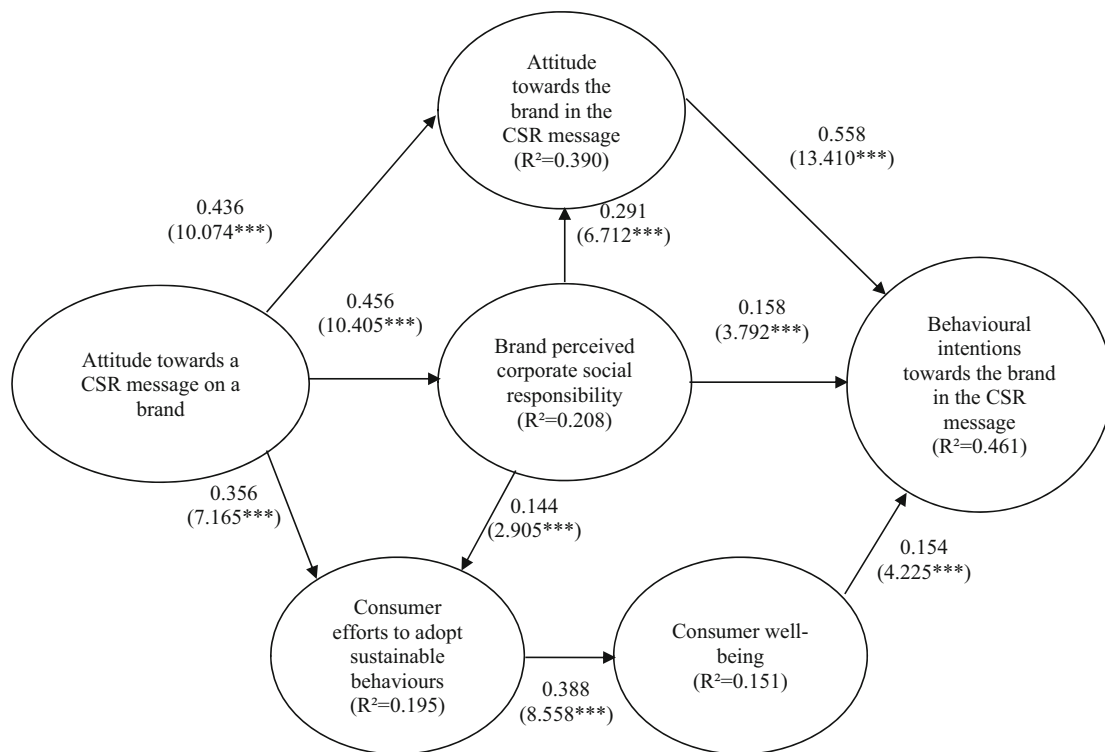 Attitude
towards the
brand in the
CSR message
(R²=0.390)
0.558
(13.410***)
0.436
(10.074***)
0.291
(6.712***)
0.456
(10.405***)
0.158
(3.792***)
Attitude towards a
CSR message on a
brand
Brand perceived
corporate social
responsibility
(R²=0.208)
Behavioural
intentions
towards the brand
in the CSR
message
(R²=0.461)
0.356
(7.165***)
0.144
(2.905***)
0.154
(4.225***)
Consumer
efforts to adopt
sustainable
behaviours
(R²=0.195)
0.388
(8.558***)
Consumer well-
being
(R²=0.151)